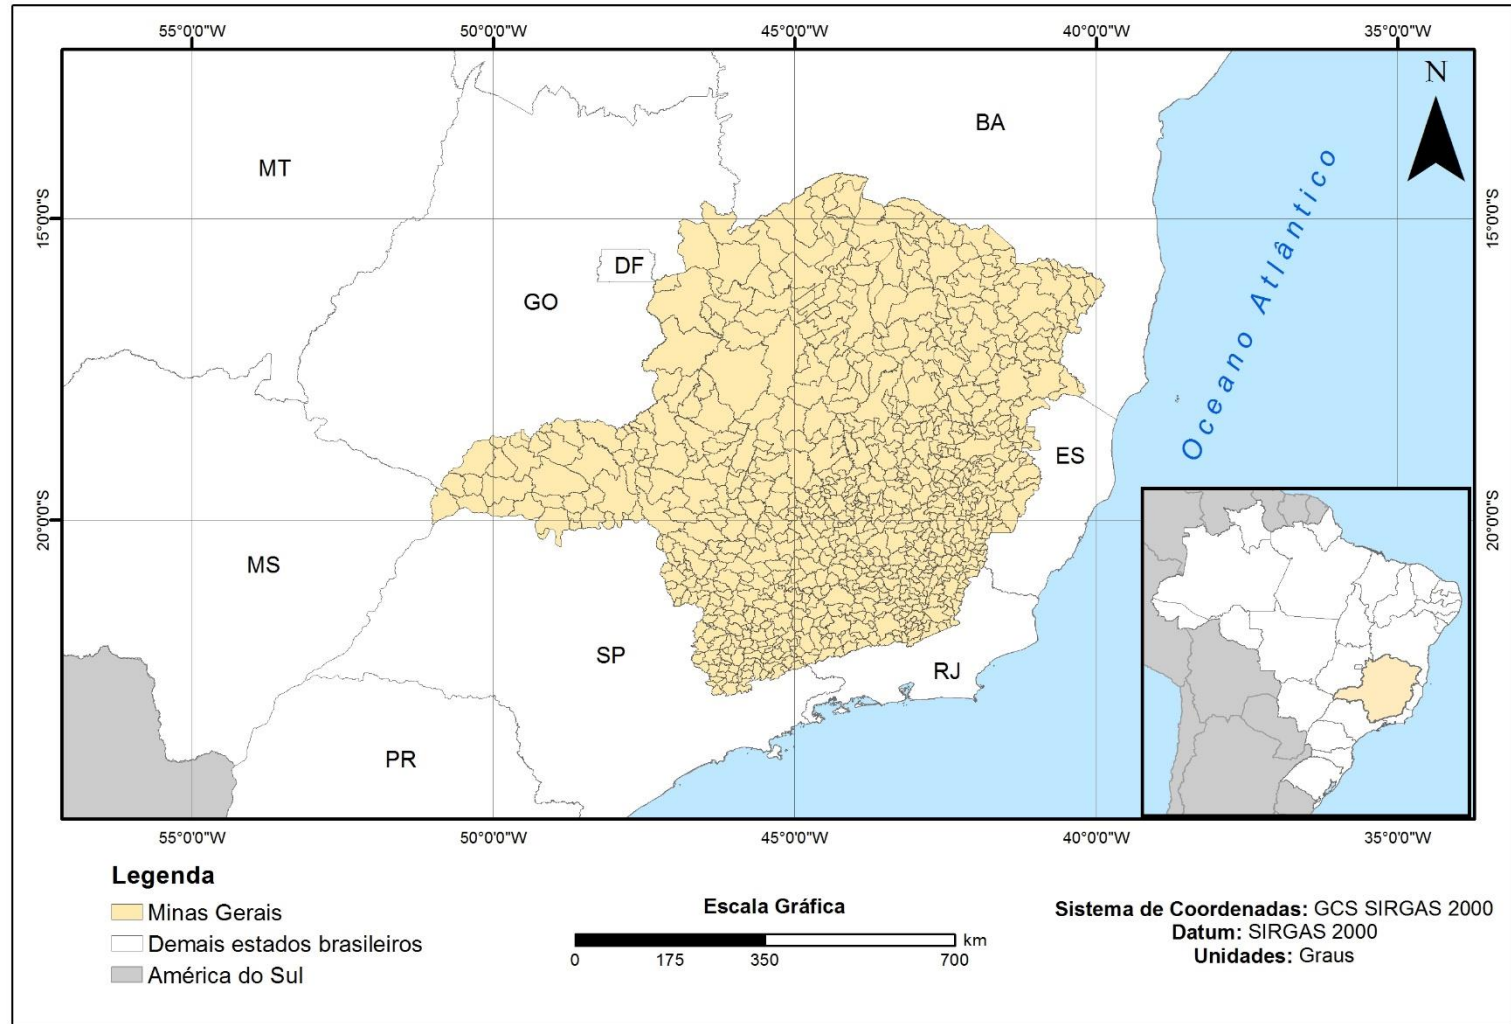 55°0'0"W 50°0'0"W 45°0'0"W 40°0'0"W 35°0'0"W
N
BA
MT
15°0'0"S 15°0'0"S
Oceano Atlântico
DF
GO
ES
20°0'0"S 20°0'0"S
MS
SP
RJ
PR
55°0'0"W 50°0'0"W 45°0'0"W 40°0'0"W 35°0'0"W
Legenda
Minas Gerais
Demais estados brasileiros
América do Sul
Escala Gráfica
km
0 175 350 700
Sistema de Coordenadas: GCS SIRGAS 2000
Datum: SIRGAS 2000
Unidades: Graus